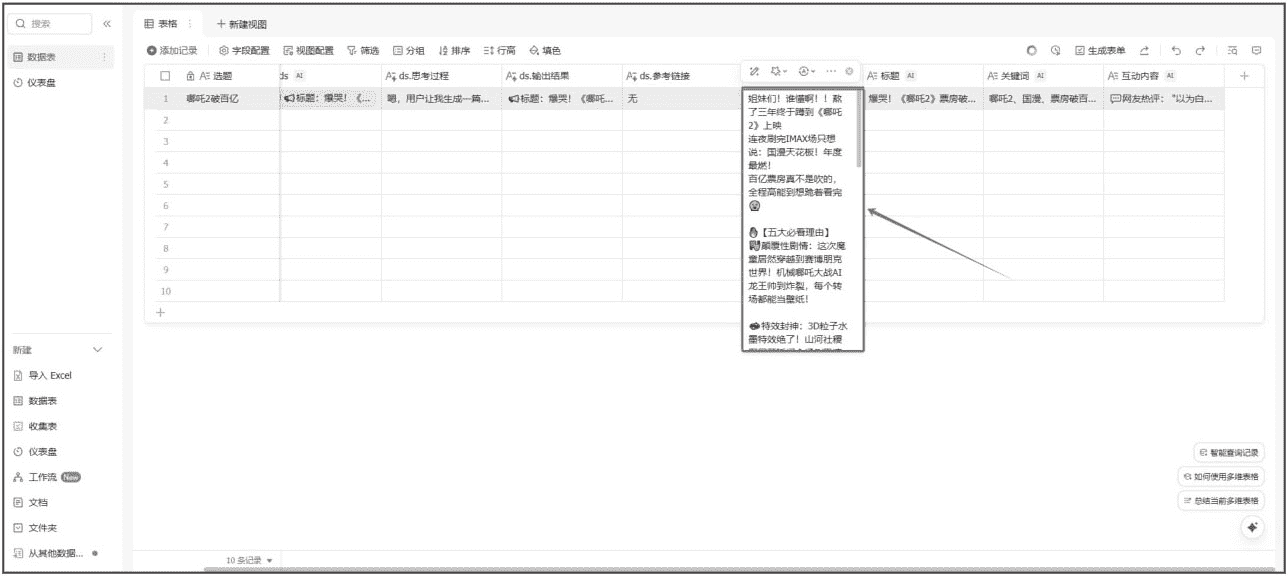 搜索
«
表格
新建视图
数据表
仪表盘
添加记录
字段配置
视图配置
筛选
分组
排序
行高
填色
生成表单
选题
ds AI
ds.思考过程
ds.输出结果
ds.参考链接
标题 AI
关键词 AI
互动内容 AI
1
哪吒2破百亿
📢标题:爆哭!《...
嗯,用户让我生成一篇...
📢标题:爆哭!《哪吒...
无
爆哭!《哪吒2》票房破...
哪吒2、国漫、票房破百...
💬网友热评:"以为白...
姐妹们!谁懂啊!!熬
了三年终于蹲到《哪吒
2》上映
连夜刷完IMAX场只想
说:国漫天花板!年度
最燃!
百亿票房真不是吹的,
全程高能到想跪着看完
【五大必看理由】
颠覆性剧情:这次魔
童居然穿越到赛博朋克
世界!机械哪吒大战AI
龙王帅到炸裂,每个转
场都能当壁纸!
特效封神:3D粒子水
墨特效绝了!山河社稷
2
3
4
5
6
7
8
9
10
新建
导入 Excel
数据表
收集表
仪表盘
工作流 New
文档
文件夹
从其他数据...
智能查询记录
如何使用多维表格
总结当前多维表格
10 条记录